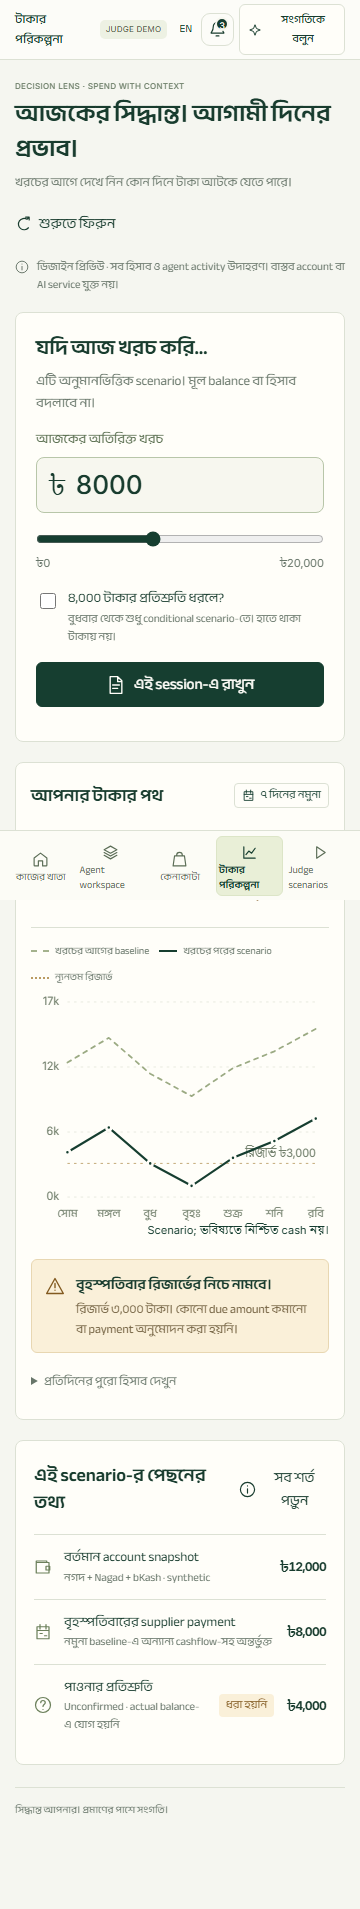 টাকার
পরিকল্পনা
JUDGE DEMO
EN
3
সংগতিকে
বলুন
DECISION LENS · SPEND WITH CONTEXT
আজকের সিদ্ধান্ত। আগামী দিনের
প্রভাব।
খরচের আগে দেখে নিন কোন দিনে টাকা আটকে যেতে পারে।
শুরুতে ফিরুন
ডিজাইন প্রিভিউ · সব হিসাব ও agent activity উদাহরণ। বাস্তব account বা
AI service যুক্ত নয়।
যদি আজ খরচ করি...
এটি অনুমানভিত্তিক scenario। মূল balance বা হিসাব
বদলাবে না।
আজকের অতিরিক্ত খরচ
৳ 8000
৳0
৳20,000
8,000 টাকার প্রতিশ্রুতি ধরলে?
বুধবার থেকে শুধু conditional scenario-তে। হাতে থাকা
টাকায় নয়।
এই session-এ রাখুন
আপনার টাকার পথ
৭ দিনের নমুনা
কাজের খাতা
Agent
workspace
কেনাকাটা
টাকার
পরিকল্পনা
Judge
scenarios
খরচের আগের baseline
খরচের পরের scenario
ন্যূনতম রিজার্ভ
17k
12k
6k
রিজার্ভ ৳3,000
0k
সোম
মঙ্গল
বুধ
বৃহঃ
শুক্র
শনি
রবি
Scenario; ভবিষ্যতে নিশ্চিত cash নয়।
বৃহস্পতিবার রিজার্ভের নিচে নামবে।
রিজার্ভ ৩,০০০ টাকা। কোনো due amount কমানো
বা payment অনুমোদন করা হয়নি।
প্রতিদিনের পুরো হিসাব দেখুন
এই scenario-র পেছনের
তথ্য
সব শর্ত
পড়ুন
বর্তমান account snapshot
নগদ + Nagad + bKash · synthetic
৳12,000
বৃহস্পতিবারের supplier payment
নমুনা baseline-এ অন্যান্য cashflow-সহ অন্তর্ভুক্ত
৳8,000
পাওনার প্রতিশ্রুতি
Unconfirmed · actual balance-
এ যোগ হয়নি
ধরা হয়নি
৳4,000
সিদ্ধান্ত আপনার। প্রমাণের পাশে সংগতি।